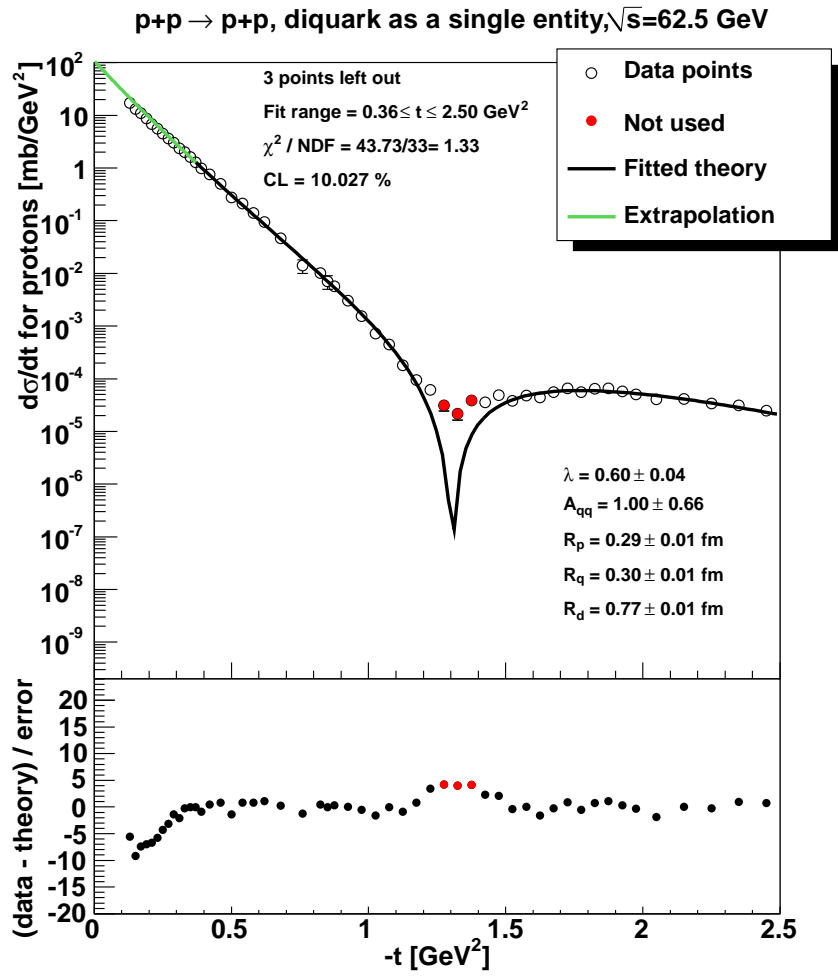 p+p → p+p, diquark as a single entity,√s=62.5 GeV
dσ/dt for protons [mb/GeV²]
10²
10
1
10⁻¹
10⁻²
10⁻³
10⁻⁴
10⁻⁵
10⁻⁶
10⁻⁷
10⁻⁸
10⁻⁹
3 points left out
Fit range = 0.36≤ t ≤ 2.50 GeV²
χ² / NDF = 43.73/33= 1.33
CL = 10.027 %
Data points
Not used
Fitted theory
Extrapolation
λ = 0.60 ± 0.04
A_qq = 1.00 ± 0.66
R_p = 0.29 ± 0.01 fm
R_q = 0.30 ± 0.01 fm
R_d = 0.77 ± 0.01 fm
(data - theory) / error
20
15
10
5
0
-5
-10
-15
-20
0 0.5 1 1.5 2 2.5
-t [GeV²]